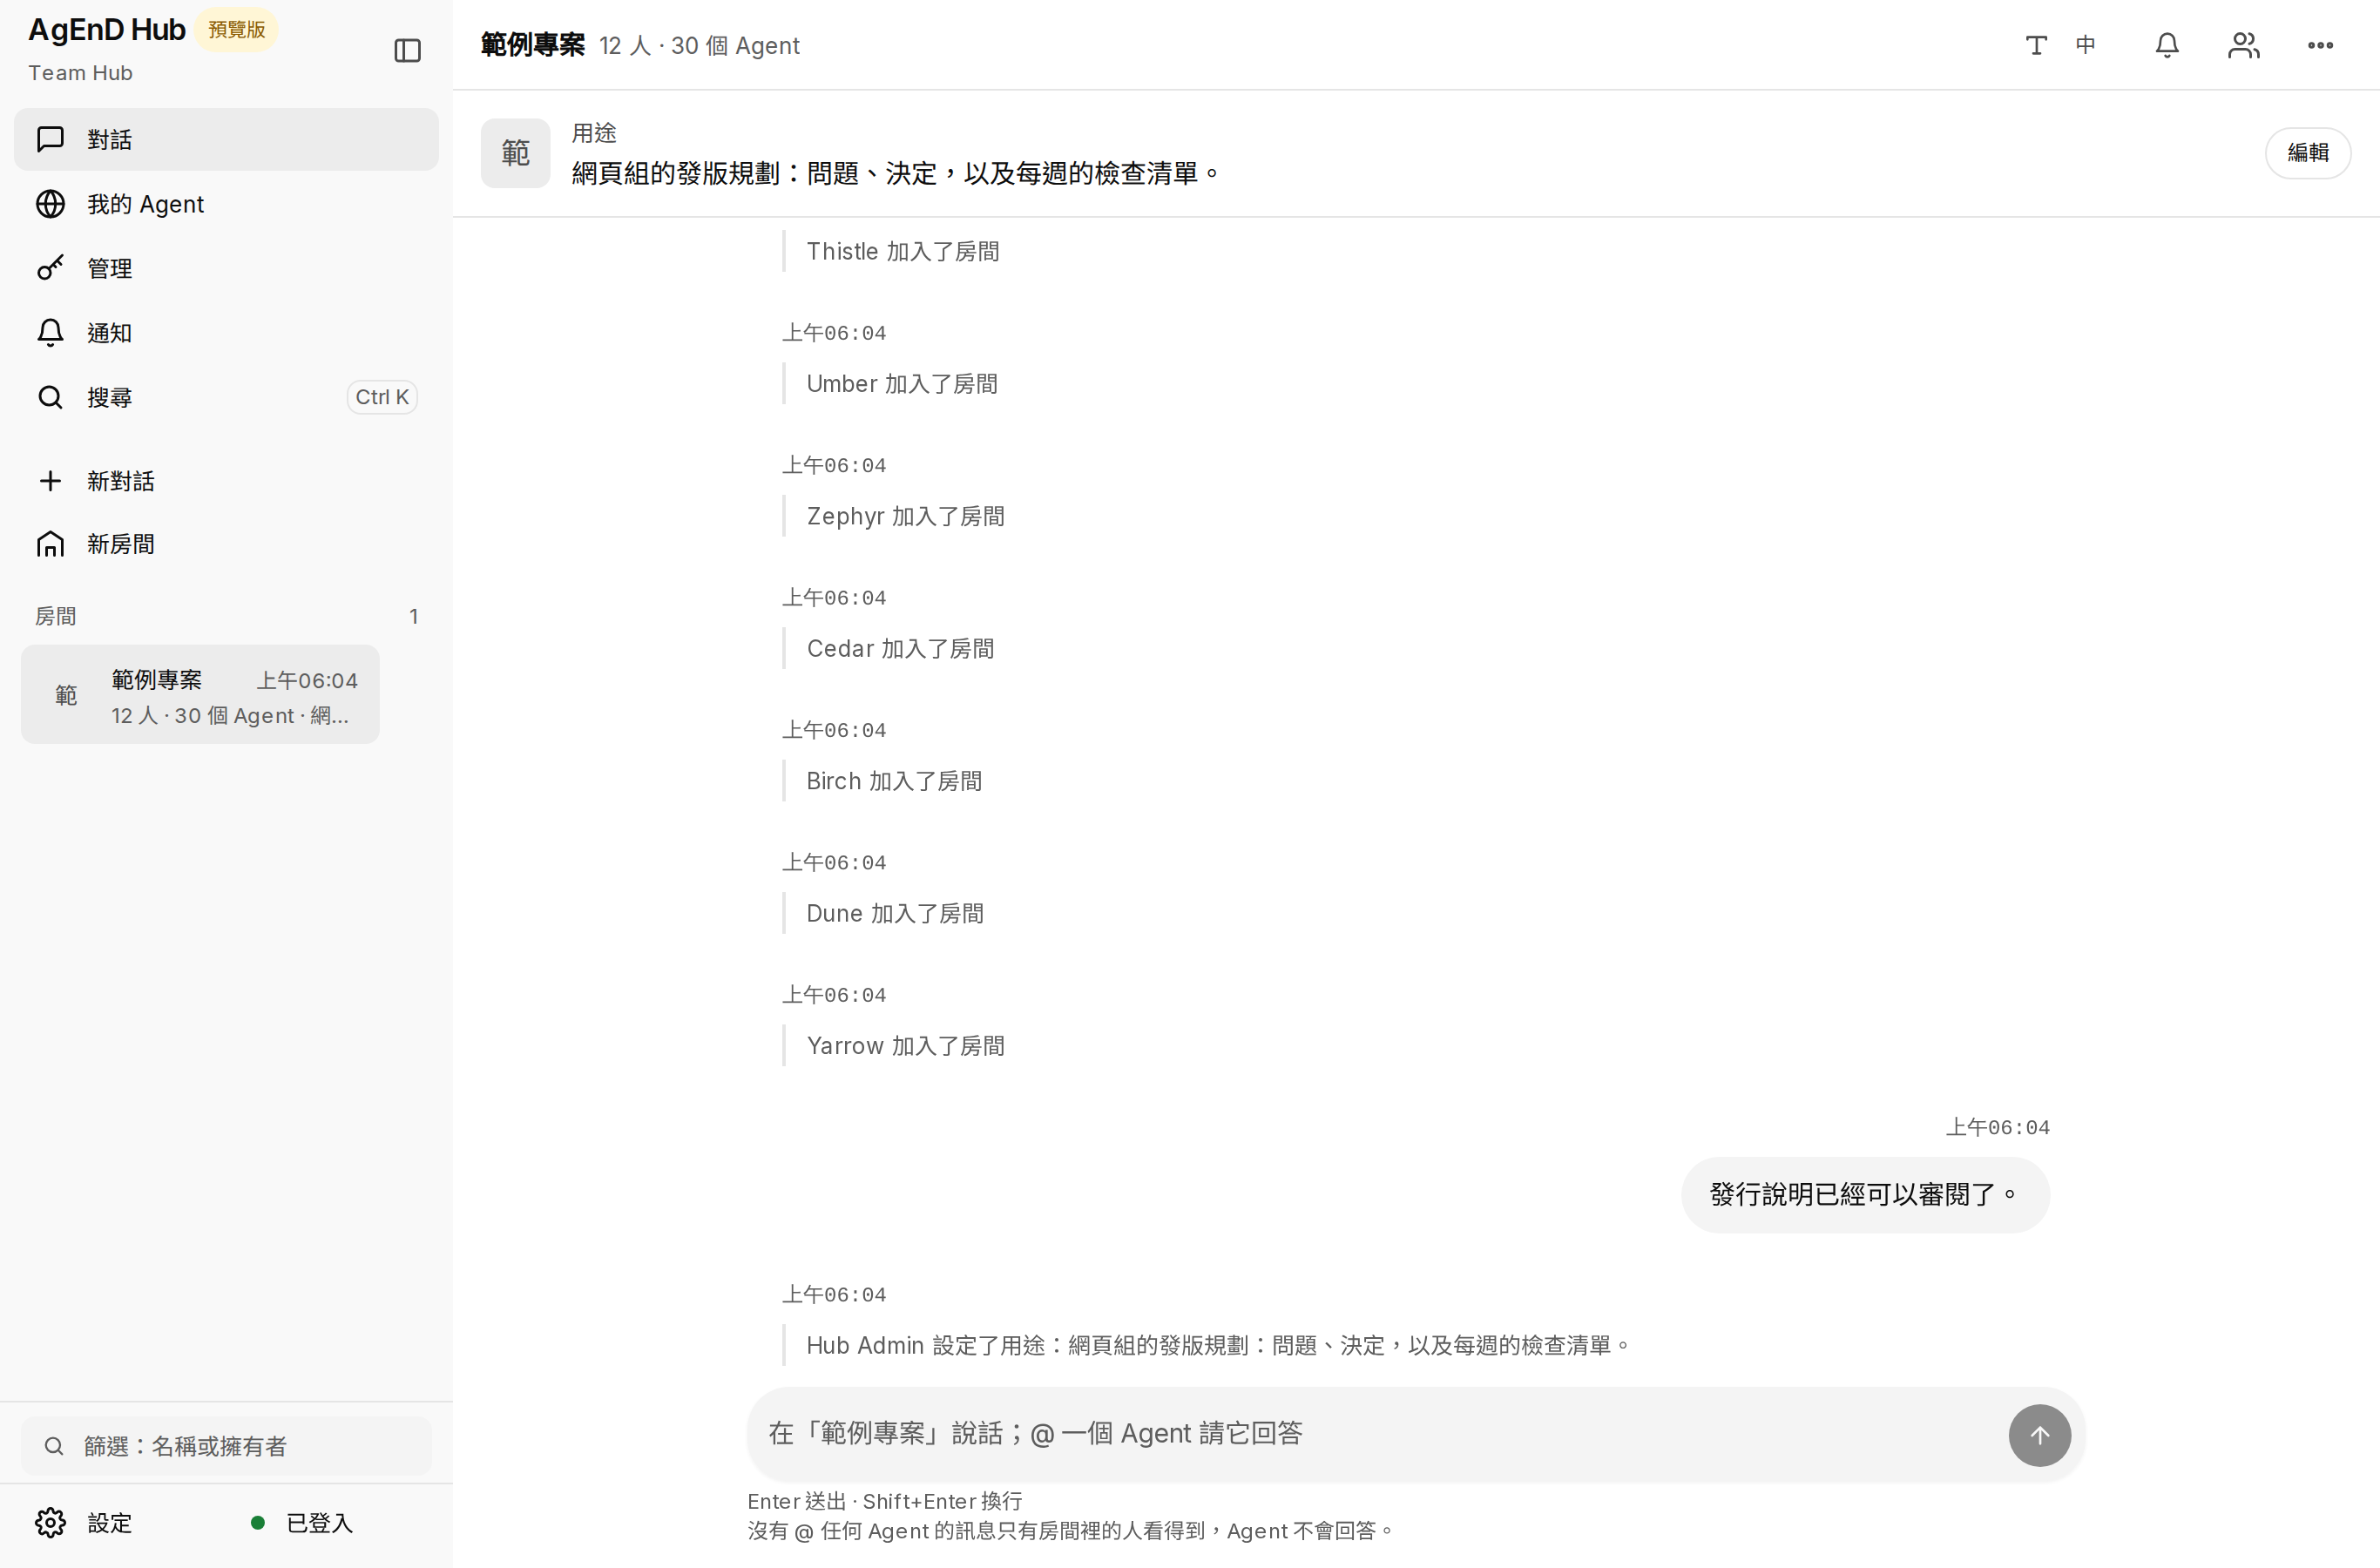 AgEnD Hub 預覽版
Team Hub
對話
我的 Agent
管理
通知
搜尋 Ctrl K
新對話
新房間
房間 1
範 範例專案 上午06:04
12 人 · 30 個 Agent · 網...
篩選：名稱或擁有者
設定 已登入
範例專案 12 人 · 30 個 Agent
中
範
用途
網頁組的發版規劃：問題、決定，以及每週的檢查清單。
編輯
Thistle 加入了房間
上午06:04
Umber 加入了房間
上午06:04
Zephyr 加入了房間
上午06:04
Cedar 加入了房間
上午06:04
Birch 加入了房間
上午06:04
Dune 加入了房間
上午06:04
Yarrow 加入了房間
上午06:04
發行說明已經可以審閱了。
上午06:04
Hub Admin 設定了用途：網頁組的發版規劃：問題、決定，以及每週的檢查清單。
在「範例專案」說話；@ 一個 Agent 請它回答
Enter 送出 · Shift+Enter 換行
沒有 @ 任何 Agent 的訊息只有房間裡的人看得到，Agent 不會回答。